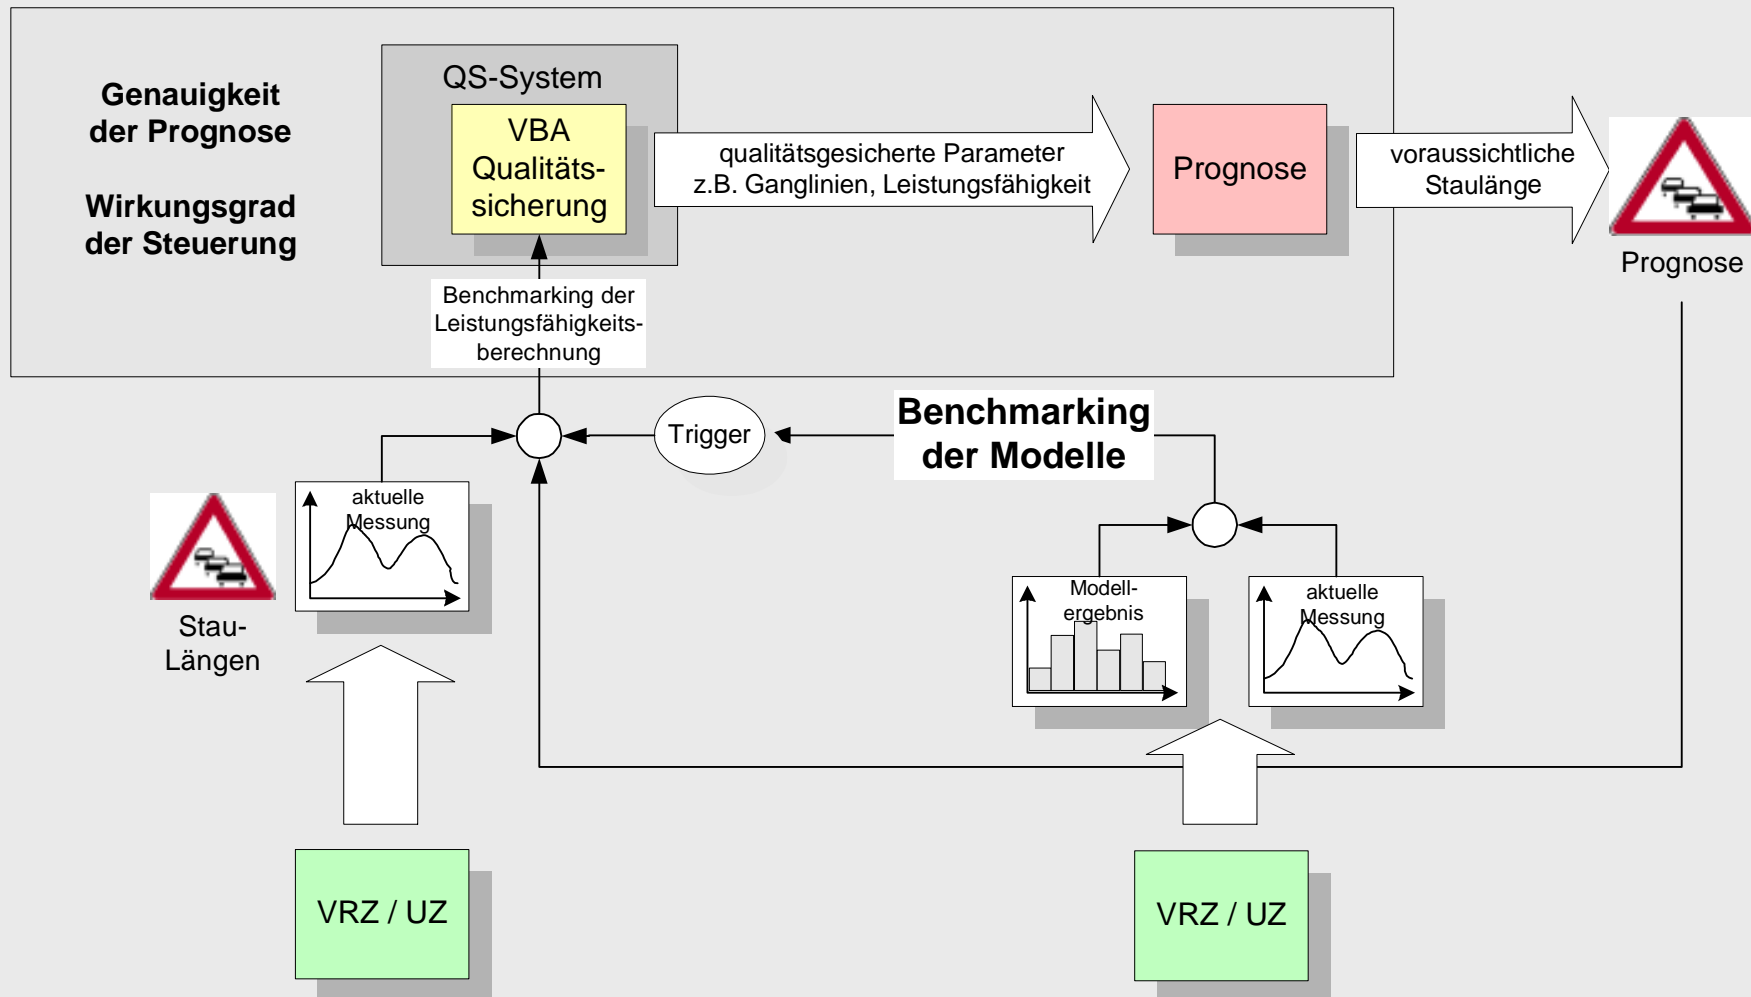 Genauigkeit
der Prognose
Wirkungsgrad
der Steuerung
QS-System
VBA
Qualitäts-
sicherung
qualitätsgesicherte Parameter
z.B. Ganglinien, Leistungsfähigkeit
Prognose
voraussichtliche
Staulänge
Prognose
Benchmarking der
Leistungsfähigkeits-
berechnung
Trigger
Benchmarking
der Modelle
aktuelle
Messung
Stau-
Längen
Modell-
ergebnis
aktuelle
Messung
VRZ / UZ
VRZ / UZ